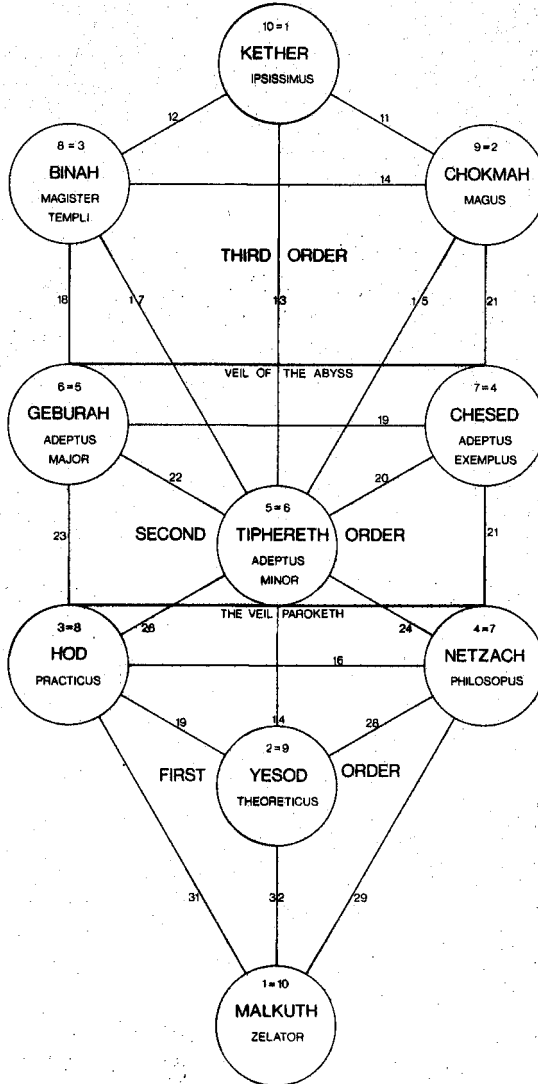 10=1
KETHER
IPSISSIMUS
12
11
8 = 3
BINAH
MAGISTER
TEMPLI
14
9=2
CHOKMAH
MAGUS
THIRD ORDER
18
17
13
15
21
VEIL OF THE ABYSS
6=5
GEBURAH
ADEPTUS
MAJOR
19
7=4
CHESED
ADEPTUS
EXEMPLUS
22
20
5=6
SECOND
TIPHERETH
ORDER
ADEPTUS
MINOR
23
21
THE VEIL PAROKETH
26
24
3=8
HOD
PRACTICUS
16
4=7
NETZACH
PHILOSOPUS
19
14
28
2=9
FIRST
YESOD
ORDER
THEORETICUS
31
32
29
1=10
MALKUTH
ZELATOR